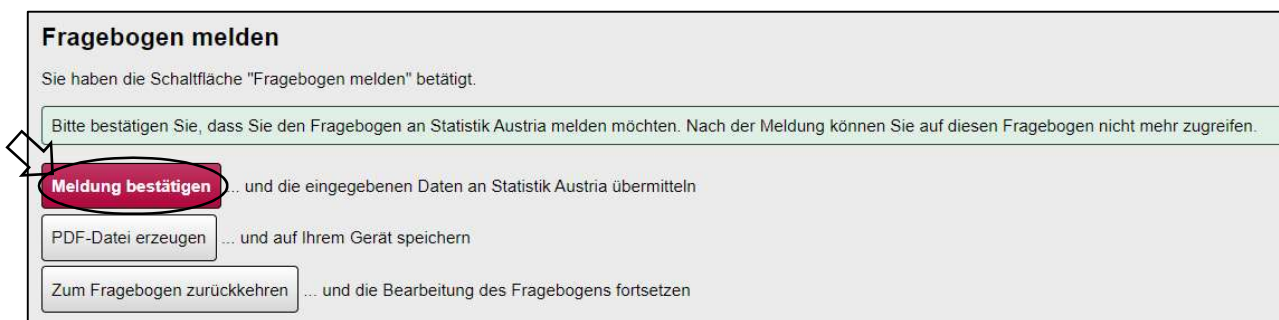 Fragebogen melden
Sie haben die Schaltfläche "Fragebogen melden" betätigt.
Bitte bestätigen Sie, dass Sie den Fragebogen an Statistik Austria melden möchten. Nach der Meldung können Sie auf diesen Fragebogen nicht mehr zugreifen.
Meldung bestätigen ... und die eingegebenen Daten an Statistik Austria übermitteln
PDF-Datei erzeugen ... und auf Ihrem Gerät speichern
Zum Fragebogen zurückkehren ... und die Bearbeitung des Fragebogens fortsetzen